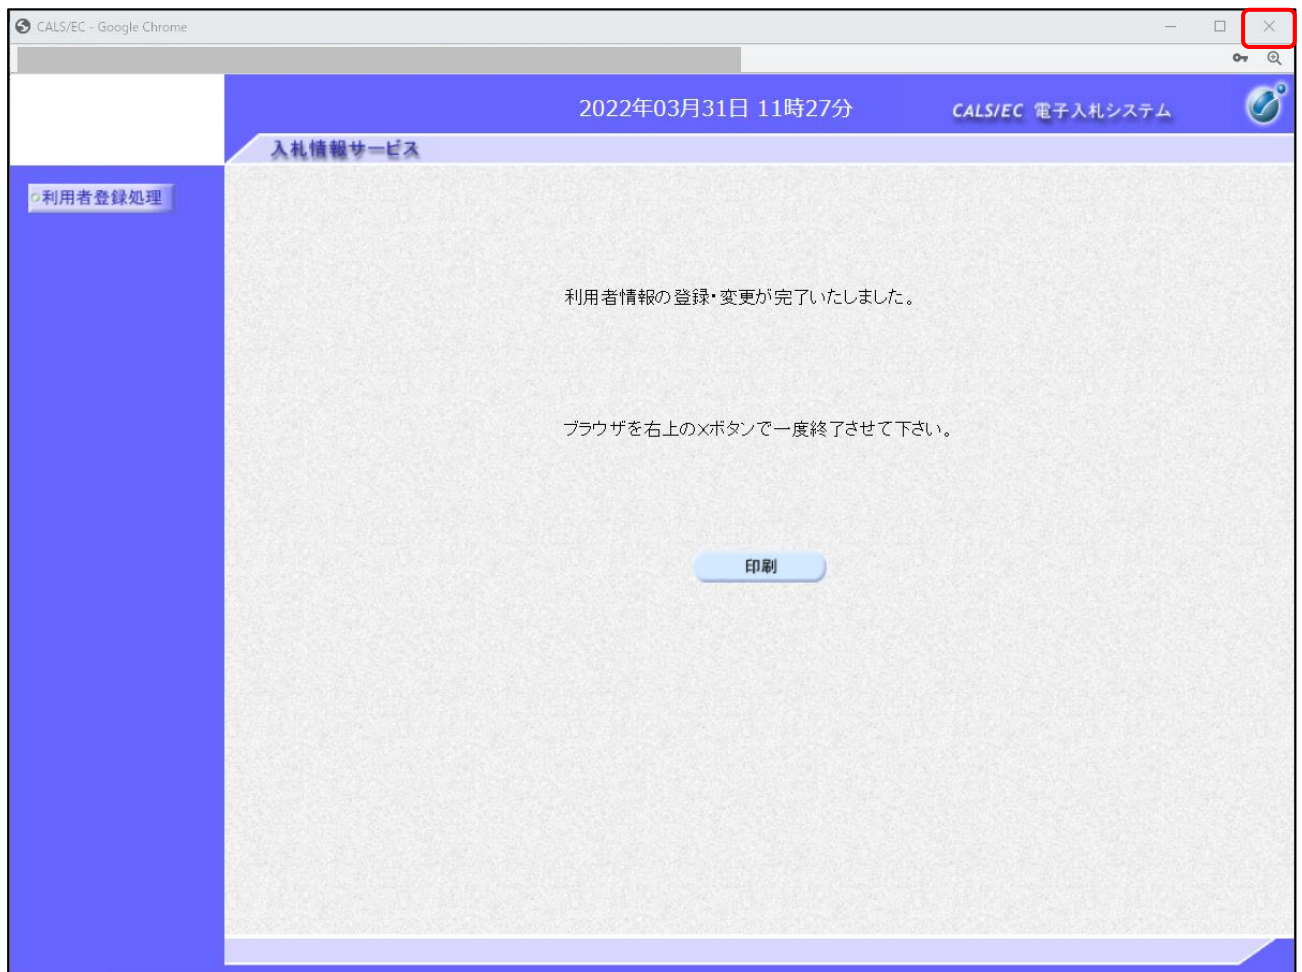 CALS/EC - Google Chrome
2022年03月31日 11時27分
CALS/EC 電子入札システム
入札情報サービス
利用者登録処理
利用者情報の登録・変更が完了いたしました。
ブラウザを右上の×ボタンで一度終了させて下さい。
印刷